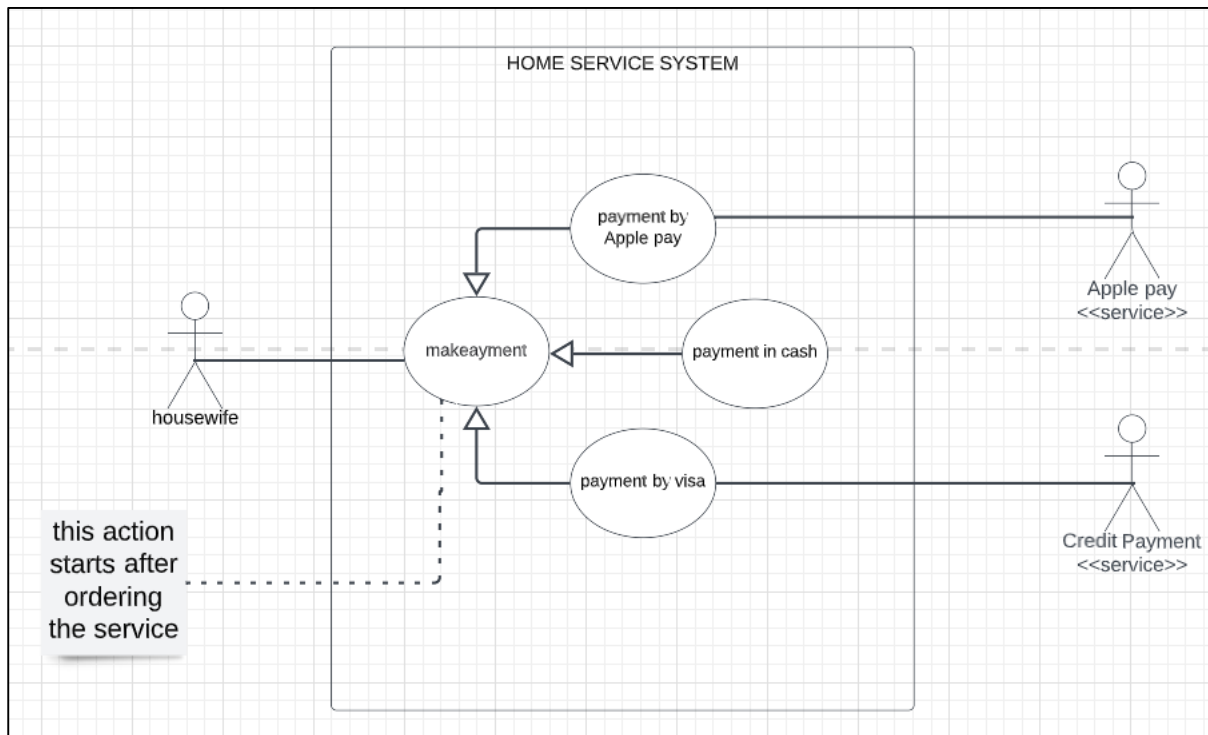 HOME SERVICE SYSTEM
payment by
Apple pay
Apple pay
<<service>>
makeayment
payment in cash
housewife
payment by visa
Credit Payment
<<service>>
this action
starts after
ordering
the service